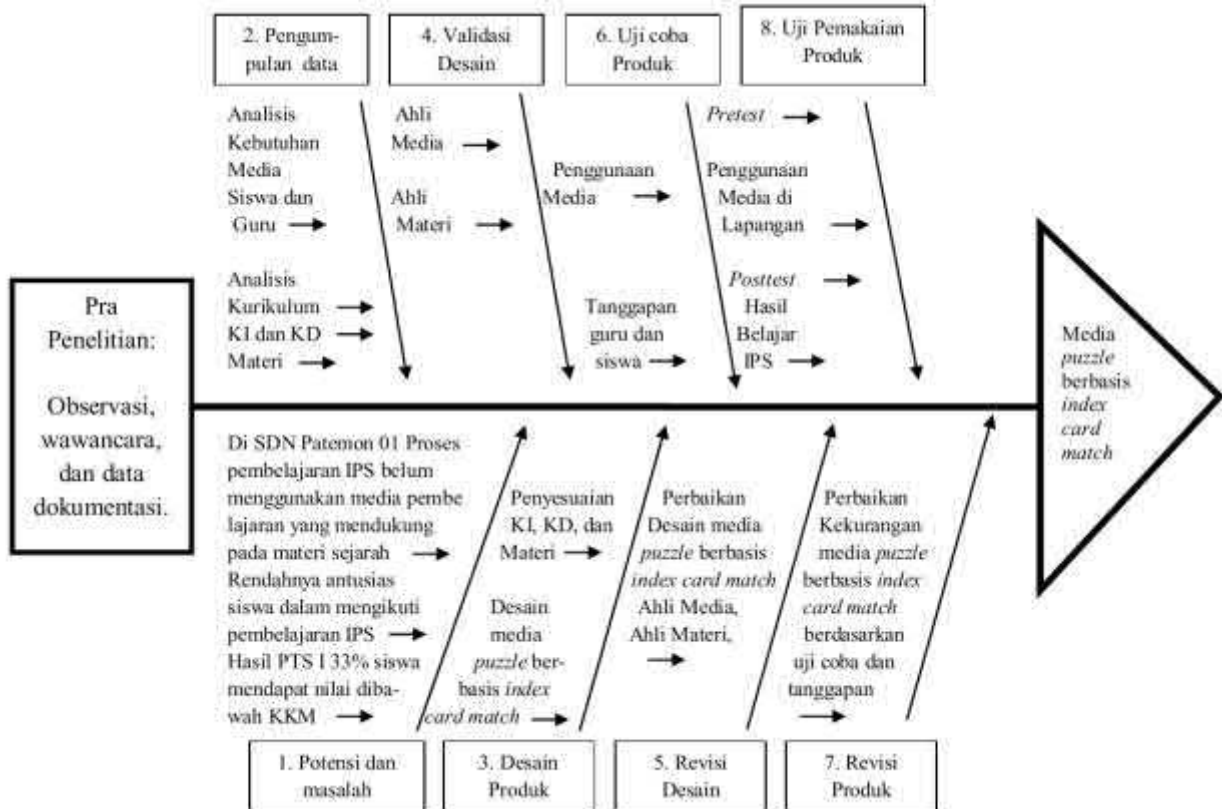 2. Pengum-
pulan data
4. Validasi
Desain
6. Uji coba
Produk
8. Uji Pemakaian
Produk
Analisis
Kebutuhan
Media
Siswa dan
Guru
Analisis
Kurikulum
KI dan KD
Materi
Ahli
Media
Ahli
Materi
Penggunaan
Media
Tanggapan
guru dan
siswa
Pretest
Penggunaan
Media di
Lapangan
Posttest
Hasil
Belajar
IPS
Pra
Penelitian:
Observasi,
wawancara,
dan data
dokumentasi.
Media
puzzle
berbasis
index
card
match
Di SDN Patemon 01 Proses
pembelajaran IPS belum
menggunakan media pembe
lajaran yang mendukung
pada materi sejarah
Rendahnya antusias
siswa dalam mengikuti
pembelajaran IPS
Hasil PTS I 33% siswa
mendapat nilai diba-
wah KKM
Penyesuaian
KI, KD, dan
Materi
Desain
media
puzzle ber-
basis index
card match
Perbaikan
Desain media
puzzle berbasis
index card match
Ahli Media,
Ahli Materi,
Perbaikan
Kekurangan
media puzzle
berbasis index
card match
berdasarkan
uji coba dan
tanggapan
1. Potensi dan
masalah
3. Desain
Produk
5. Revisi
Desain
7. Revisi
Produk